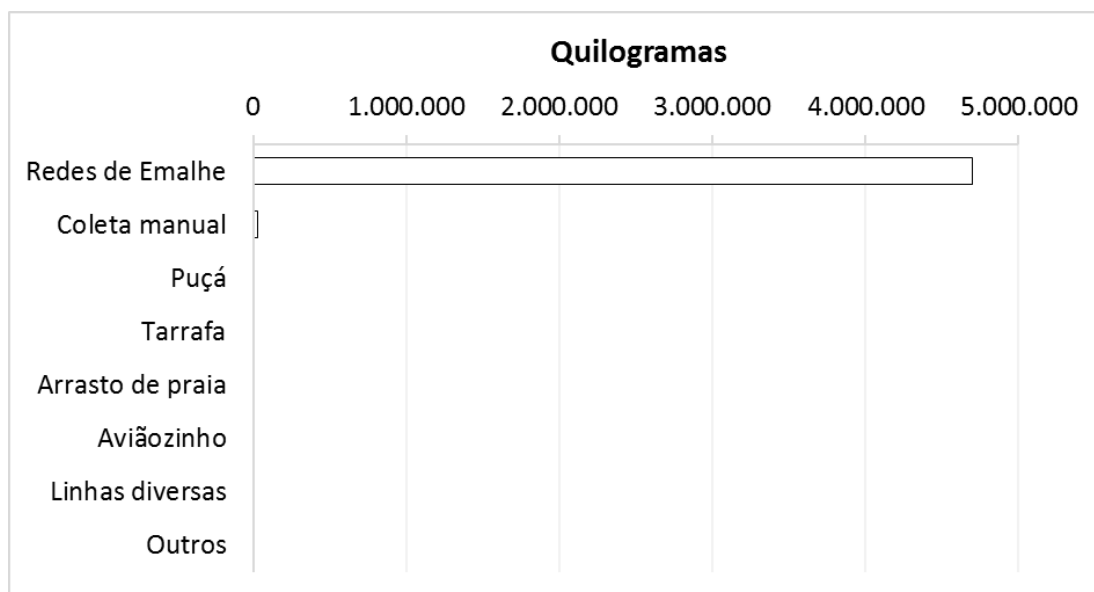 Quilogramas
0 1.000.000 2.000.000 3.000.000 4.000.000 5.000.000
Redes de Emalhe
Coleta manual
Puçá
Tarrafa
Arrasto de praia
Aviãozinho
Linhas diversas
Outros